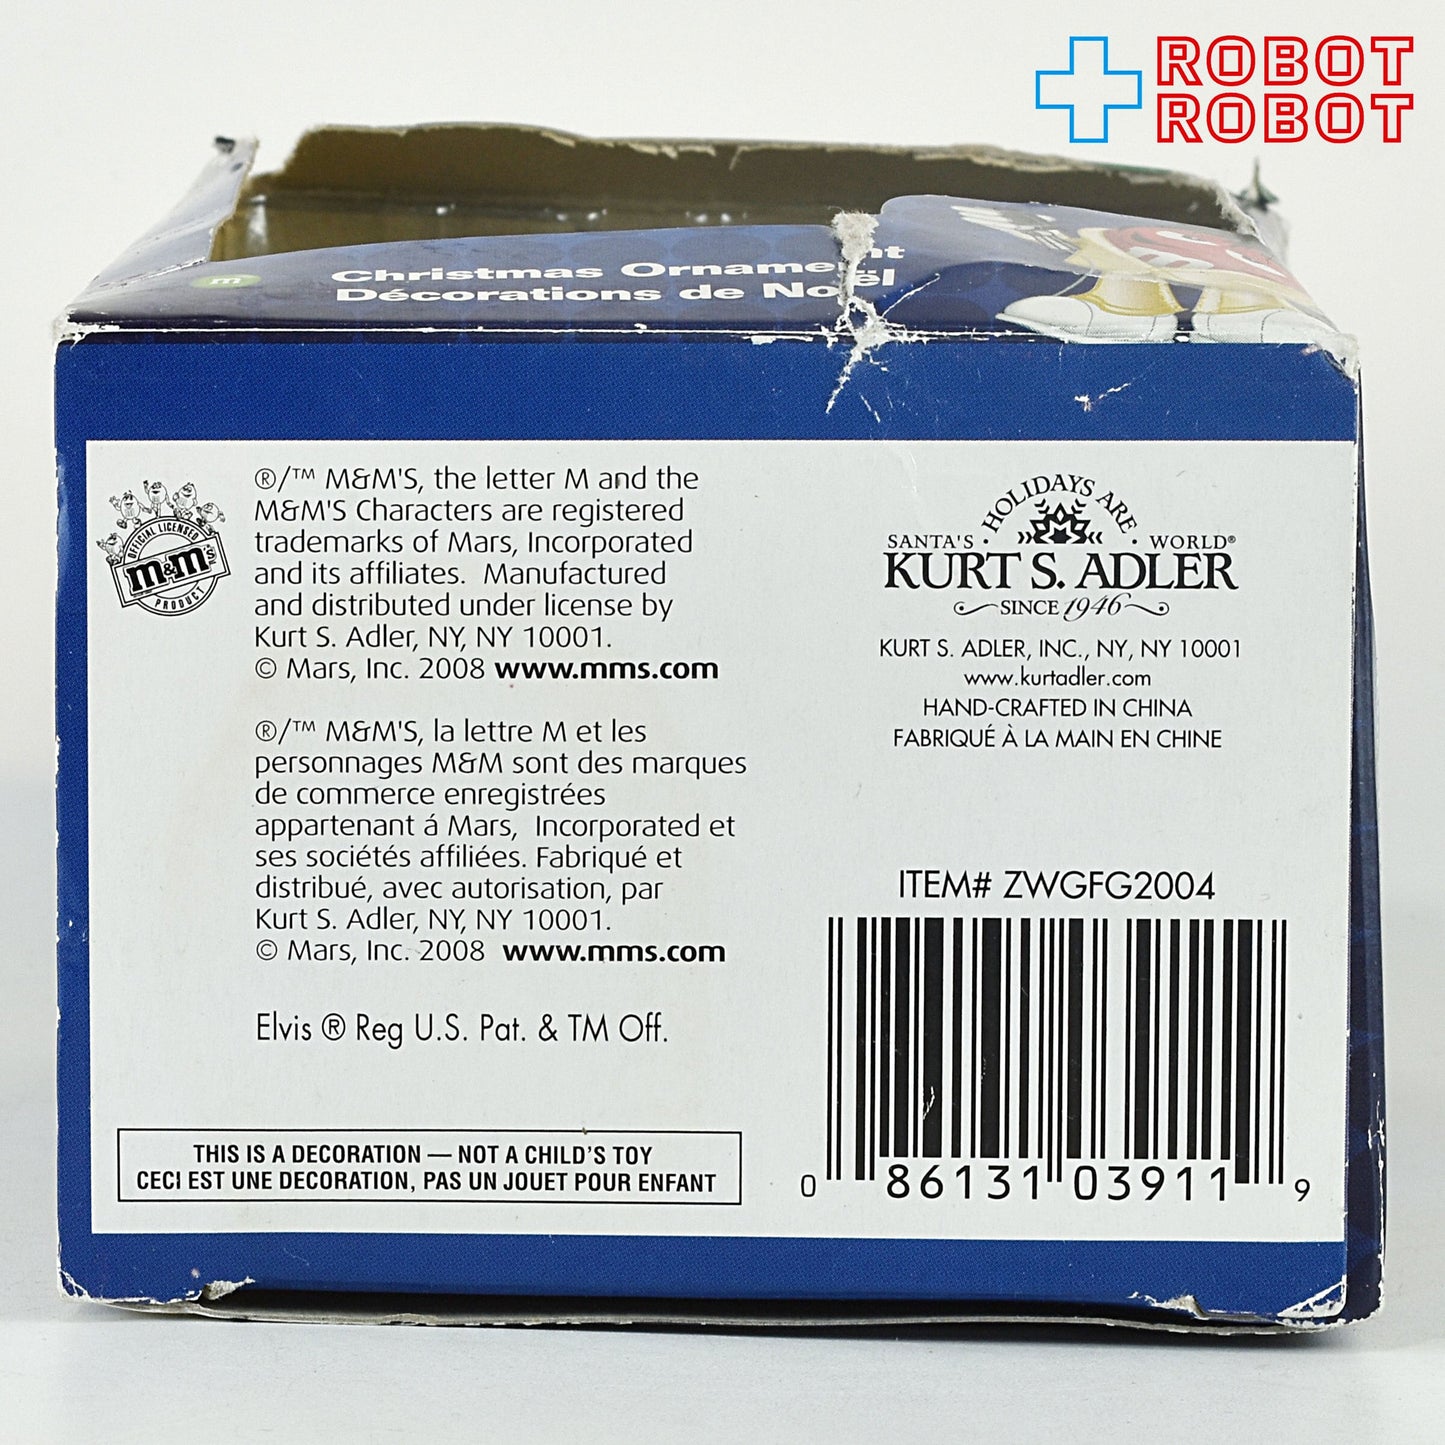 ROBOT
ROBOT
Christmas Ornament
Décorations de Noël
m
OFFICIAL LICENSED
m&m's
PRODUCT
®/™ M&M'S, the letter M and the
M&M'S Characters are registered
trademarks of Mars, Incorporated
and its affiliates. Manufactured
and distributed under license by
Kurt S. Adler, NY, NY 10001.
© Mars, Inc. 2008 www.mms.com
®/™ M&M'S, la lettre M et les
personnages M&M sont des marques
de commerce enregistrées
appartenant á Mars, Incorporated et
ses sociétés affiliées. Fabriqué et
distribué, avec autorisation, par
Kurt S. Adler, NY, NY 10001.
© Mars, Inc. 2008 www.mms.com
Elvis ® Reg U.S. Pat. & TM Off.
THIS IS A DECORATION — NOT A CHILD'S TOY
CECI EST UNE DECORATION, PAS UN JOUET POUR ENFANT
· HOLIDAYS ARE ·
SANTA'S · · WORLD®
KURT S. ADLER
SINCE 1946
KURT S. ADLER, INC., NY, NY 10001
www.kurtadler.com
HAND-CRAFTED IN CHINA
FABRIQUÉ À LA MAIN EN CHINE
ITEM# ZWGFG2004
0 86131 03911 9